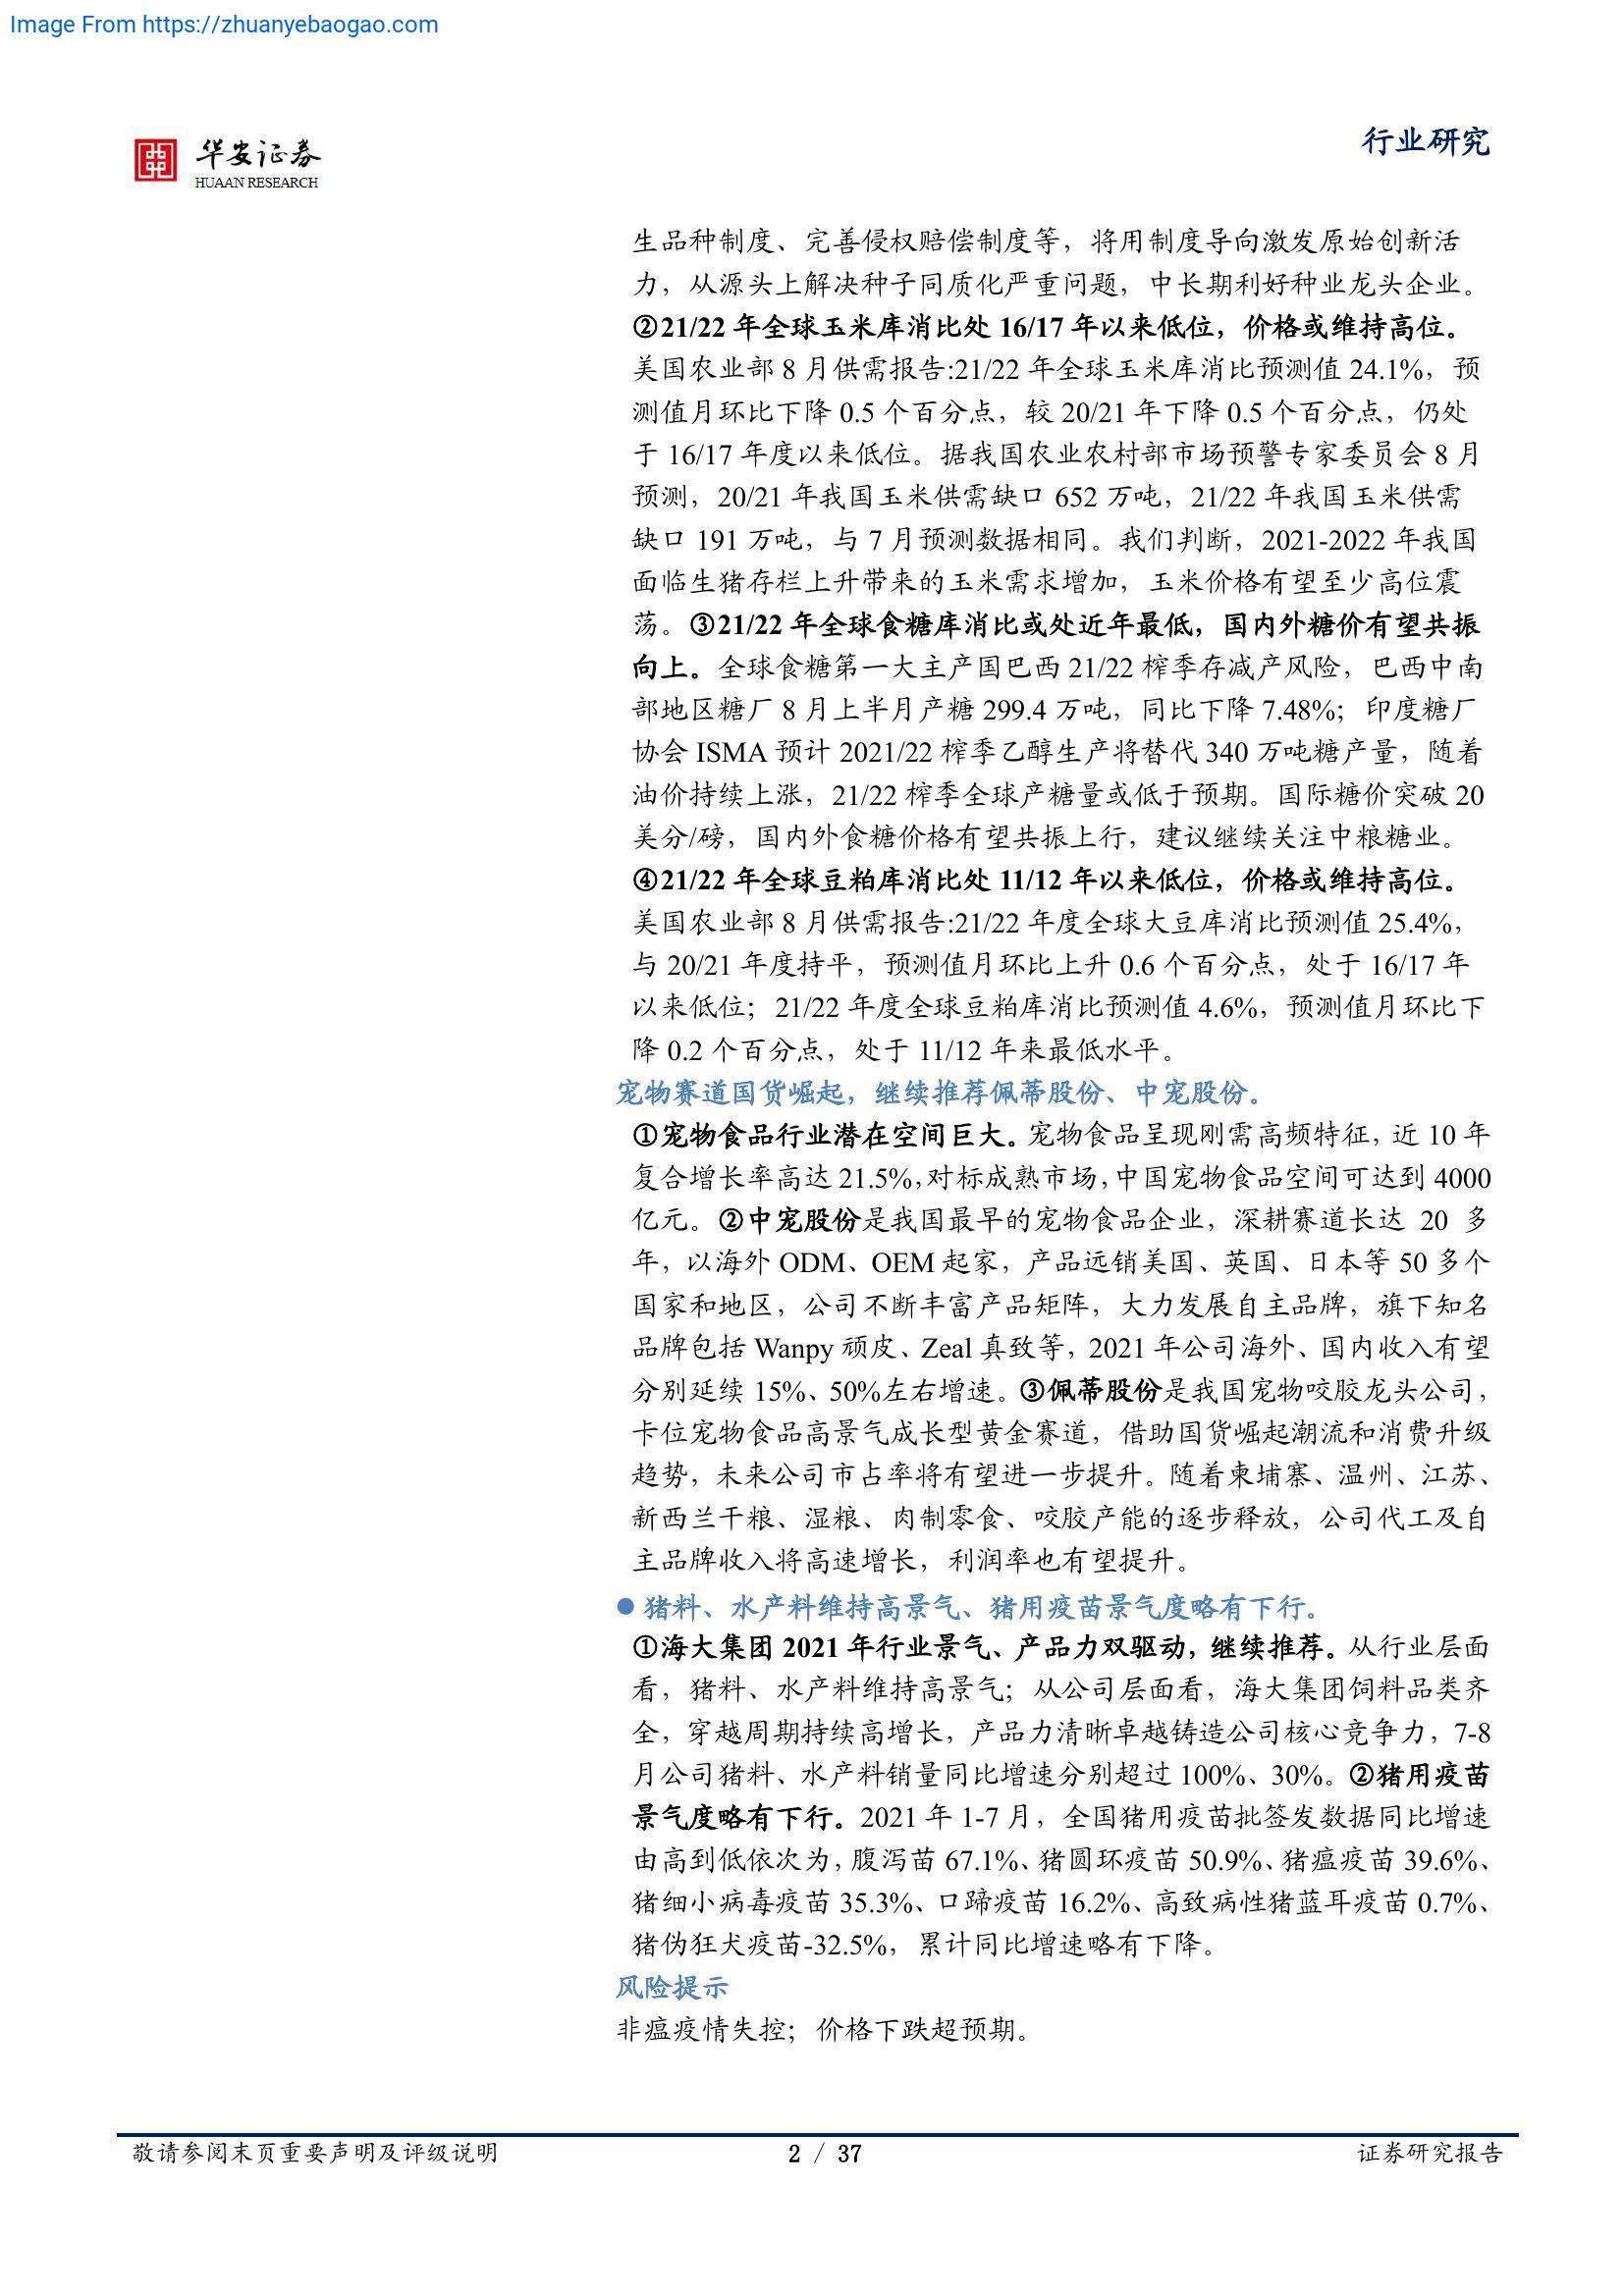 Image From https://zhuanyebaogao.com
华安证券
HUAAN RESEARCH
行业研究
生品种制度、完善侵权赔偿制度等，将用制度导向激发原始创新活
力，从源头上解决种子同质化严重问题，中长期利好种业龙头企业。
②21/22 年全球玉米库消比处 16/17 年以来低位，价格或维持高位。
美国农业部 8 月供需报告:21/22 年全球玉米库消比预测值 24.1%，预
测值月环比下降 0.5 个百分点，较 20/21 年下降 0.5 个百分点，仍处
于 16/17 年度以来低位。据我国农业农村部市场预警专家委员会 8 月
预测，20/21 年我国玉米供需缺口 652 万吨，21/22 年我国玉米供需
缺口 191 万吨，与 7 月预测数据相同。我们判断，2021-2022 年我国
面临生猪存栏上升带来的玉米需求增加，玉米价格有望至少高位震
荡。③21/22 年全球食糖库消比或处近年最低，国内外糖价有望共振
向上。全球食糖第一大主产国巴西 21/22 榨季存减产风险，巴西中南
部地区糖厂 8 月上半月产糖 299.4 万吨，同比下降 7.48%；印度糖厂
协会 ISMA 预计 2021/22 榨季乙醇生产将替代 340 万吨糖产量，随着
油价持续上涨，21/22 榨季全球产糖量或低于预期。国际糖价突破 20
美分/磅，国内外食糖价格有望共振上行，建议继续关注中粮糖业。
④21/22 年全球豆粕库消比处 11/12 年以来低位，价格或维持高位。
美国农业部 8 月供需报告:21/22 年度全球大豆库消比预测值 25.4%，
与 20/21 年度持平，预测值月环比上升 0.6 个百分点，处于 16/17 年
以来低位；21/22 年度全球豆粕库消比预测值 4.6%，预测值月环比下
降 0.2 个百分点，处于 11/12 年来最低水平。
宠物赛道国货崛起，继续推荐佩蒂股份、中宠股份。
①宠物食品行业潜在空间巨大。宠物食品呈现刚需高频特征，近 10 年
复合增长率高达 21.5%，对标成熟市场，中国宠物食品空间可达到 4000
亿元。②中宠股份是我国最早的宠物食品企业，深耕赛道长达 20 多
年，以海外 ODM、OEM 起家，产品远销美国、英国、日本等 50 多个
国家和地区，公司不断丰富产品矩阵，大力发展自主品牌，旗下知名
品牌包括 Wanpy 顽皮、Zeal 真致等，2021 年公司海外、国内收入有望
分别延续 15%、50%左右增速。③佩蒂股份是我国宠物咬胶龙头公司，
卡位宠物食品高景气成长型黄金赛道，借助国货崛起潮流和消费升级
趋势，未来公司市占率将有望进一步提升。随着柬埔寨、温州、江苏、
新西兰干粮、湿粮、肉制零食、咬胶产能的逐步释放，公司代工及自
主品牌收入将高速增长，利润率也有望提升。
● 猪料、水产料维持高景气、猪用疫苗景气度略有下行。
①海大集团 2021 年行业景气、产品力双驱动，继续推荐。从行业层面
看，猪料、水产料维持高景气；从公司层面看，海大集团饲料品类齐
全，穿越周期持续高增长，产品力清晰卓越铸造公司核心竞争力，7-8
月公司猪料、水产料销量同比增速分别超过 100%、30%。②猪用疫苗
景气度略有下行。2021 年 1-7 月，全国猪用疫苗批签发数据同比增速
由高到低依次为，腹泻苗 67.1%、猪圆环疫苗 50.9%、猪瘟疫苗 39.6%、
猪细小病毒疫苗 35.3%、口蹄疫苗 16.2%、高致病性猪蓝耳疫苗 0.7%、
猪伪狂犬疫苗-32.5%，累计同比增速略有下降。
风险提示
非瘟疫情失控；价格下跌超预期。
敬请参阅末页重要声明及评级说明
2 / 37
证券研究报告